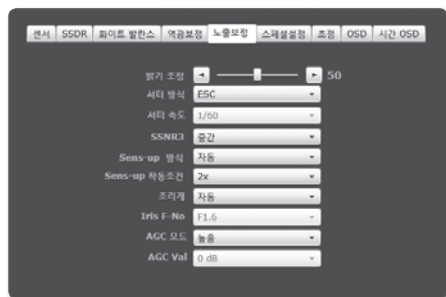 센서 SSDR 화이트 발란스 역광보정 노출보정 스페셜설정 초점 OSD 시간 OSD
밝기 조정 50
셔터 방식 ESC
셔터 속도 1/60
SSNR3 중간
Sens-up 방식 자동
Sens-up 작동조건 2x
조리개 자동
Iris F-No F1.6
AGC 모드 높음
AGC Val 0 dB